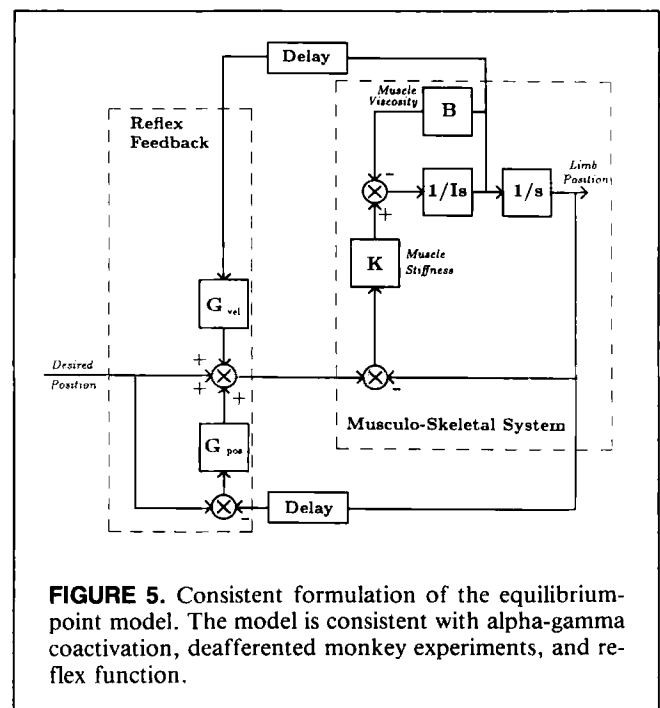 Delay
Reflex
Feedback
Muscle
Viscosity
B
-
Limb
Position
1/Is
1/s
+
K
Muscle
Stiffness
G vel
Desired
Position
+
+
+
-
Musculo-Skeletal System
G pos
-
Delay
FIGURE 5. Consistent formulation of the equilibrium-
point model. The model is consistent with alpha-gamma
coactivation, deafferented monkey experiments, and re-
flex function.